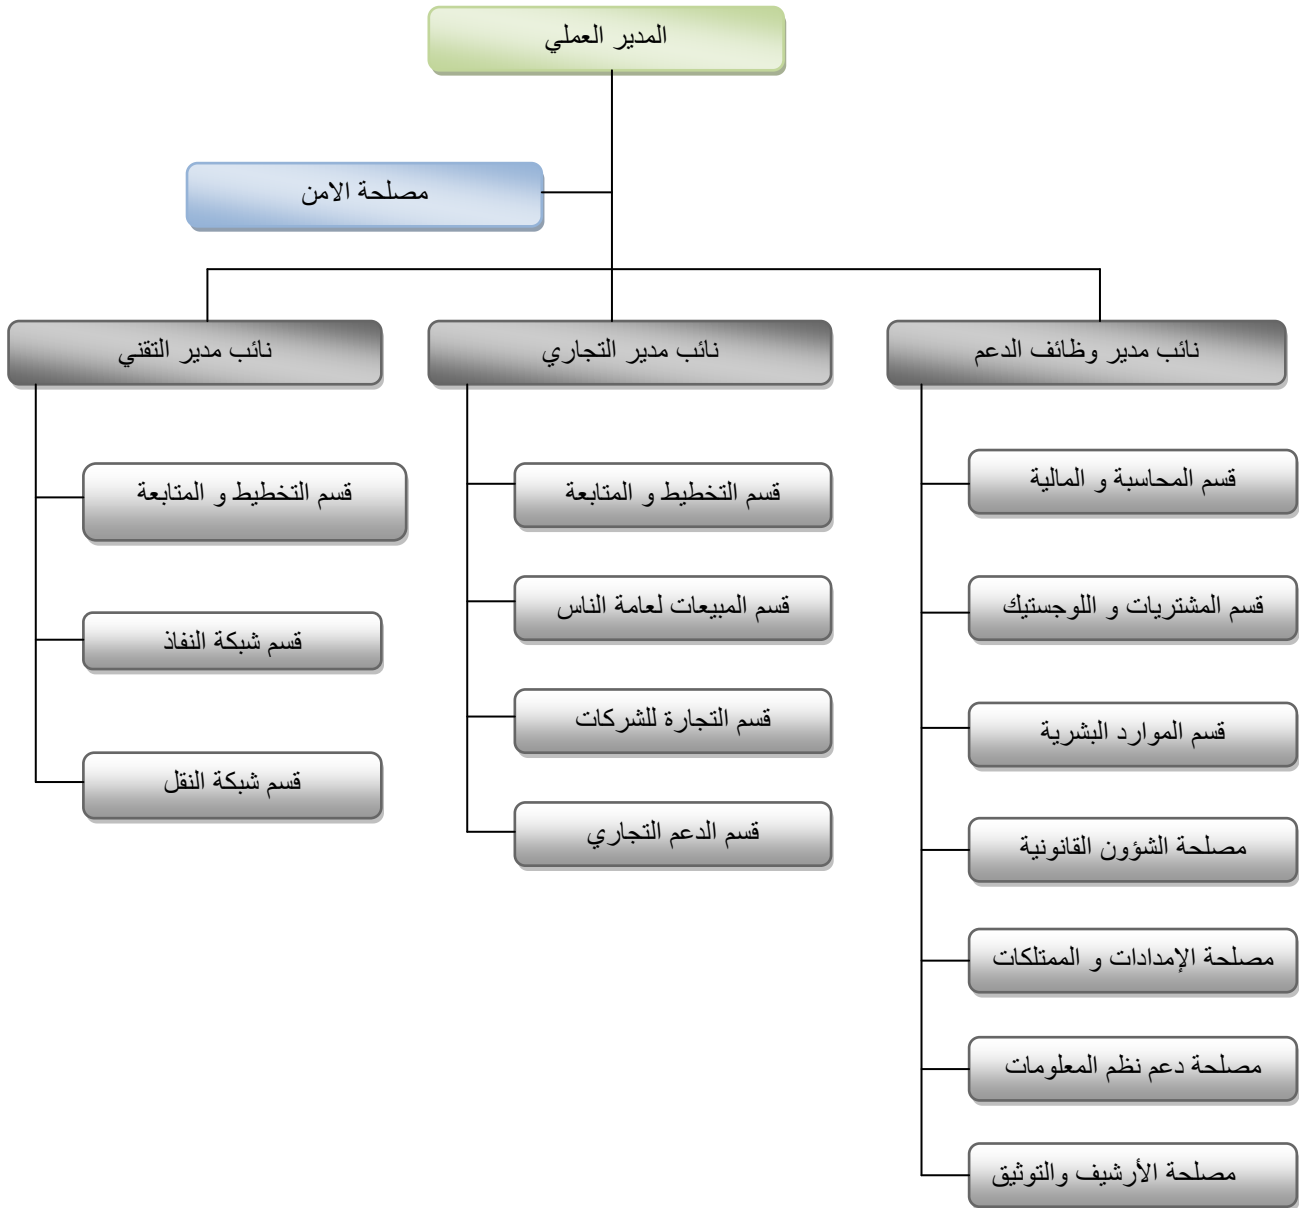 المدير العملي
مصلحة الامن
نائب مدير وظائف الدعم
نائب مدير التجاري
نائب مدير التقني
قسم المحاسبة و المالية
قسم المشتريات و اللوجستيك
قسم الموارد البشرية
مصلحة الشؤون القانونية
مصلحة الإمدادات و الممتلكات
مصلحة دعم نظم المعلومات
مصلحة الأرشيف والتوثيق
قسم التخطيط و المتابعة
قسم المبيعات لعامة الناس
قسم التجارة للشركات
قسم الدعم التجاري
قسم التخطيط و المتابعة
قسم شبكة النفاذ
قسم شبكة النقل